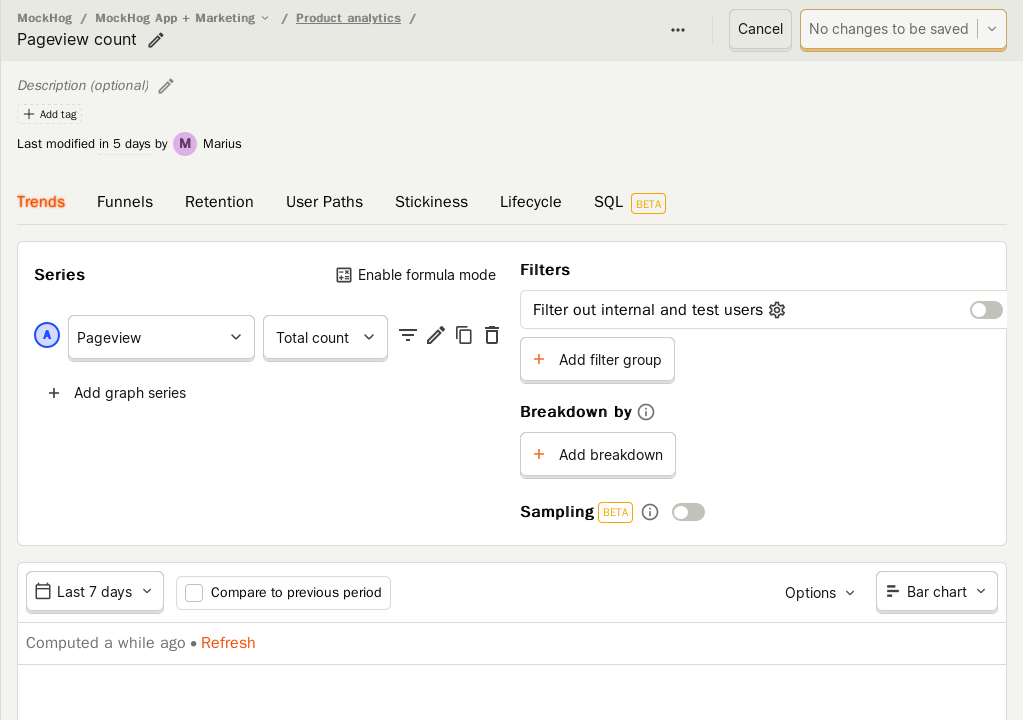 MockHog / MockHog App + Marketing / Product analytics /
Pageview count
Cancel
No changes to be saved
Description (optional)
Add tag
Last modified in 5 days by M Marius
Trends Funnels Retention User Paths Stickiness Lifecycle SQL BETA
Series
Enable formula mode
A Pageview Total count
Add graph series
Filters
Filter out internal and test users
Add filter group
Breakdown by
Add breakdown
Sampling BETA
Last 7 days Compare to previous period Options Bar chart
Computed a while ago • Refresh